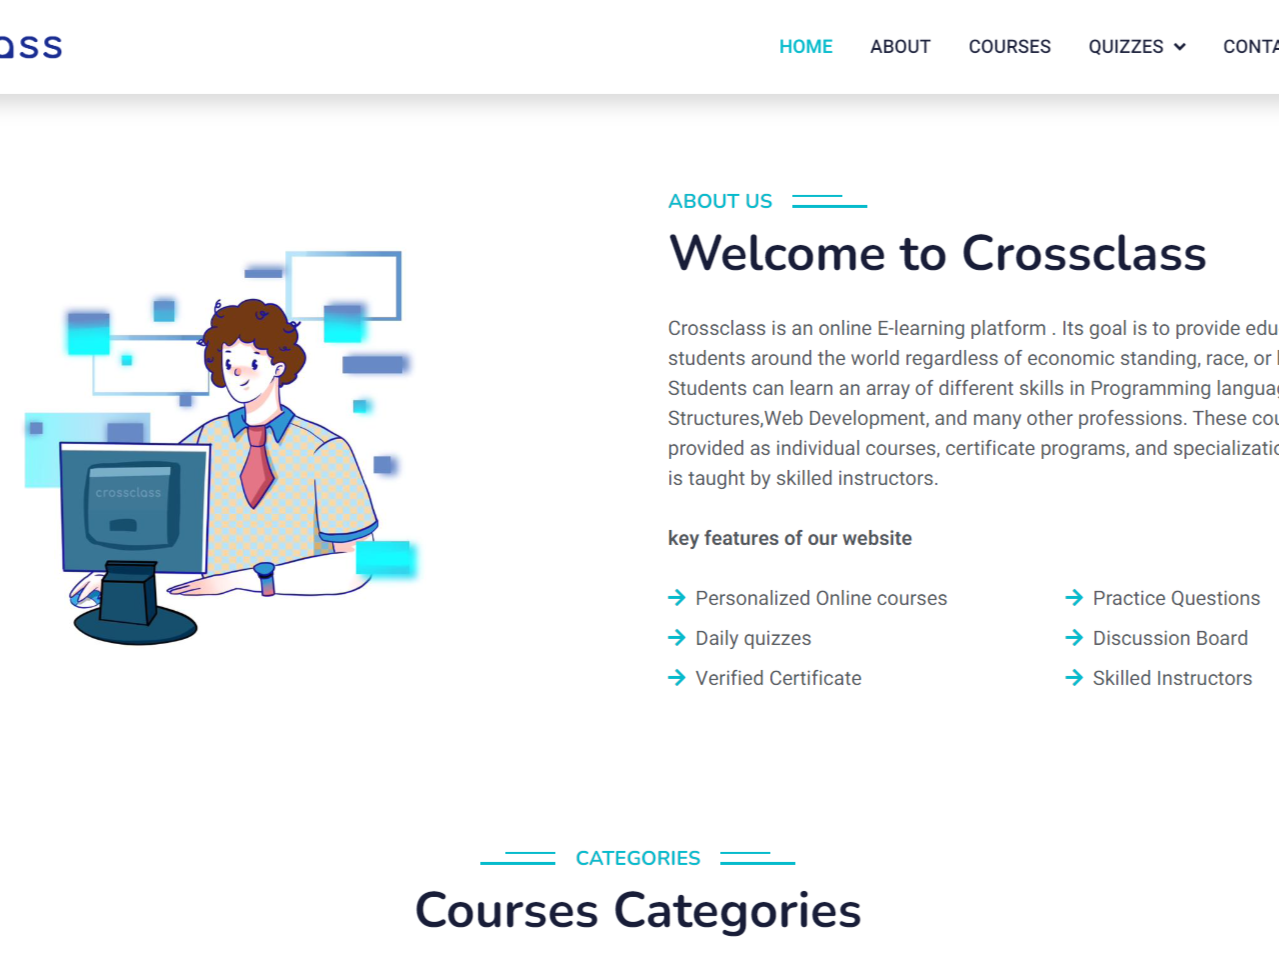 ass
HOME ABOUT COURSES QUIZZES CONTA
ABOUT US
Welcome to Crossclass
Crossclass is an online E-learning platform . Its goal is to provide edu
students around the world regardless of economic standing, race, or
Students can learn an array of different skills in Programming langua
Structures,Web Development, and many other professions. These cou
provided as individual courses, certificate programs, and specializatio
is taught by skilled instructors.
key features of our website
Personalized Online courses
Practice Questions
Daily quizzes
Discussion Board
Verified Certificate
Skilled Instructors
crossclass
CATEGORIES
Courses Categories